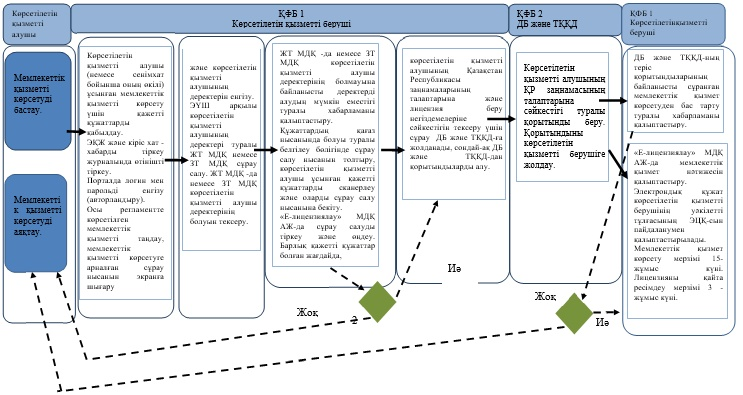 Көрсетілетін
қызметті
алушы
ҚФБ 1
Көрсетілетін қызметті беруші
ҚФБ 2
ДБ және ТҚҚД
ҚФБ 1
Көрсетілетінқызметті
беруші
Мемлекеттік
қызметті
көрсетуді
бастау.
Мемлекетті
к қызметті
көрсетуді
аяқтау.
Көрсетілетін
қызметті алушы
(немесе сенімхат
бойынша оның өкілі)
ұсынған мемлекеттік
қызметті көрсету
үшін қажетті
құжаттарды
қабылдау.
ЭҚЖ және кіріс хат -
хабарды тіркеу
журналында өтінішті
тіркеу.
Порталда логин мен
парольді енгізу
(авторландыру).
Осы регламентте
көрсетілген
мемлекеттік
қызметті таңдау,
мемлекеттік
қызметті көрсетуге
арналған сұрау
нысанын экранға
шығару
және көрсетілетін
қызметті
алушының
деректерін енгізу.
ЭҮШ арқылы
көрсетілетін
қызметті
алушының
деректері туралы
ЖТ МДҚ немесе
ЗТ МДҚ сұрау
салу. ЖТ МДҚ -да
немесе ЗТ МДҚ
көрсетілетін
қызметті алушы
деректерінің
болуын тексеру.
ЖТ МДҚ -да немесе ЗТ
МДҚ көрсетілетін
қызметті алушы
деректерінің болмауына
байланысты деректерді
алудың мүмкін еместігі
туралы хабарламаны
қалыптастыру.
Құжаттардың қағаз
нысанында болуы туралы
белгілеу бөлігінде сұрау
салу нысанын толтыру,
көрсетілетін қызметті
алушы ұсынған қажетті
құжаттарды сканерлеу
және оларды сұрау салу
нысанына бекіту.
«Е-лицензиялау» МДҚ
АЖ-да сұрау салуды
тіркеу және өңдеу.
Барлық қажетті құжаттар
болған жағдайда,
көрсетілетін қызметті
алушының Қазақстан
Республикасы
заңнамаларының
талаптарына және
лицензия беру
негіздемелеріне
сәйкестігін тексеру үшін
сұрау ДБ және ТҚҚД-ға
жолданады, сондай-ақ ДБ
және ТҚҚД-дан
қорытындыларды алу.
Көрсетілетін
қызметті алушының
ҚР заңнамасының
талаптарына
сәйкестігі туралы
қорытынды беру.
Қорытындыны
көрсетілетін
қызметті берушіге
жолдау.
ДБ және ТҚҚД-ның
теріс
қорытындыларының
байланысты сұранған
мемлекеттік қызмет
көрсетуден бас тарту
туралы хабарламаны
қалыптастыру.
«Е-лицензиялау» МДҚ
АЖ-да мемлекеттік
қызмет нәтижесін
қалыптастыру.
Электрондық құжат
көрсетілетін қызметті
берушінің уәкілетті
тұлғасының ЭЦҚ-сын
пайдаланумен
қалыптастырылады.
Мемлекеттік қызмет
көрсету мерзімі 15-
жұмыс күні.
Лицензияны қайта
ресімдеу мерзімі 3 -
жұмыс күні.
Иә
Жоқ
Жоқ
2
Иә